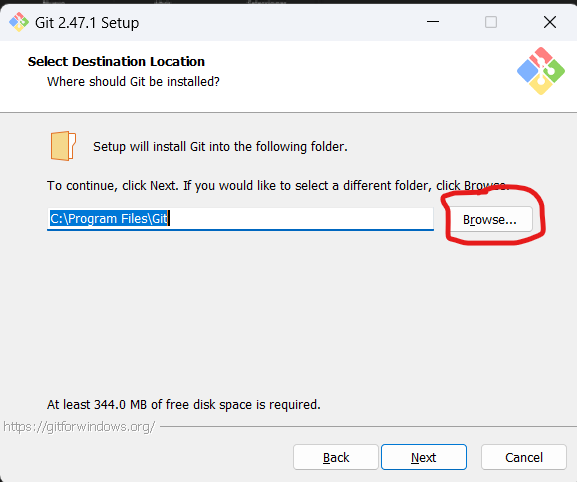 Git 2.47.1 Setup
Select Destination Location
Where should Git be installed?
Setup will install Git into the following folder.
To continue, click Next. If you would like to select a different folder, click Browse.
C:\Program Files\Git
Browse...
At least 344.0 MB of free disk space is required.
https://gitforwindows.org/
Back
Next
Cancel